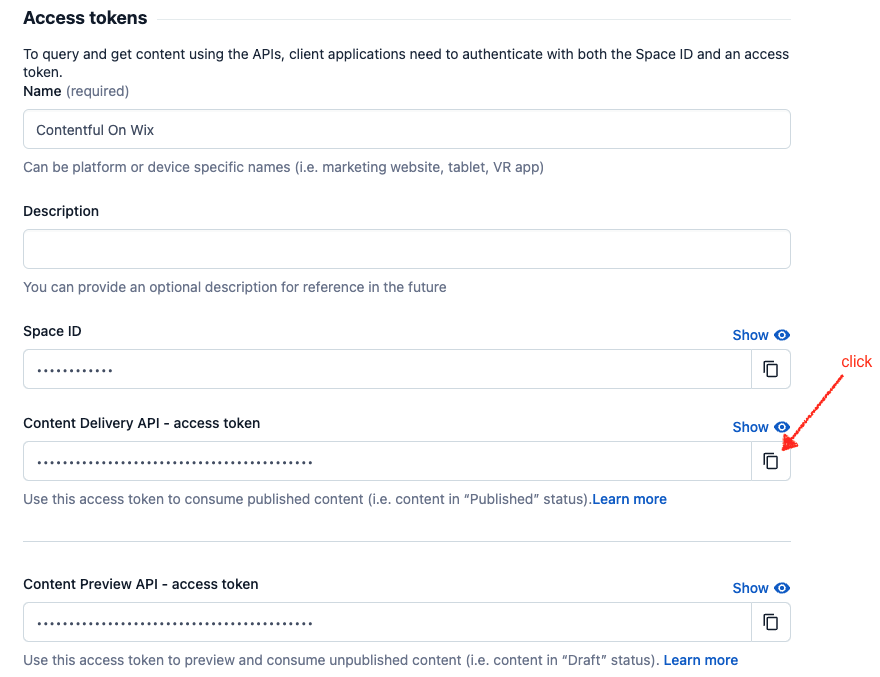 Access tokens
To query and get content using the APIs, client applications need to authenticate with both the Space ID and an access
token.
Name (required)
Contentful On Wix
Can be platform or device specific names (i.e. marketing website, tablet, VR app)
Description
You can provide an optional description for reference in the future
Space ID
Show
click
••••••••••••
Content Delivery API - access token
Show
•••••••••••••••••••••••••••••••••••••••••••
Use this access token to consume published content (i.e. content in “Published” status).Learn more
Content Preview API - access token
Show
•••••••••••••••••••••••••••••••••••••••••••
Use this access token to preview and consume unpublished content (i.e. content in “Draft” status). Learn more